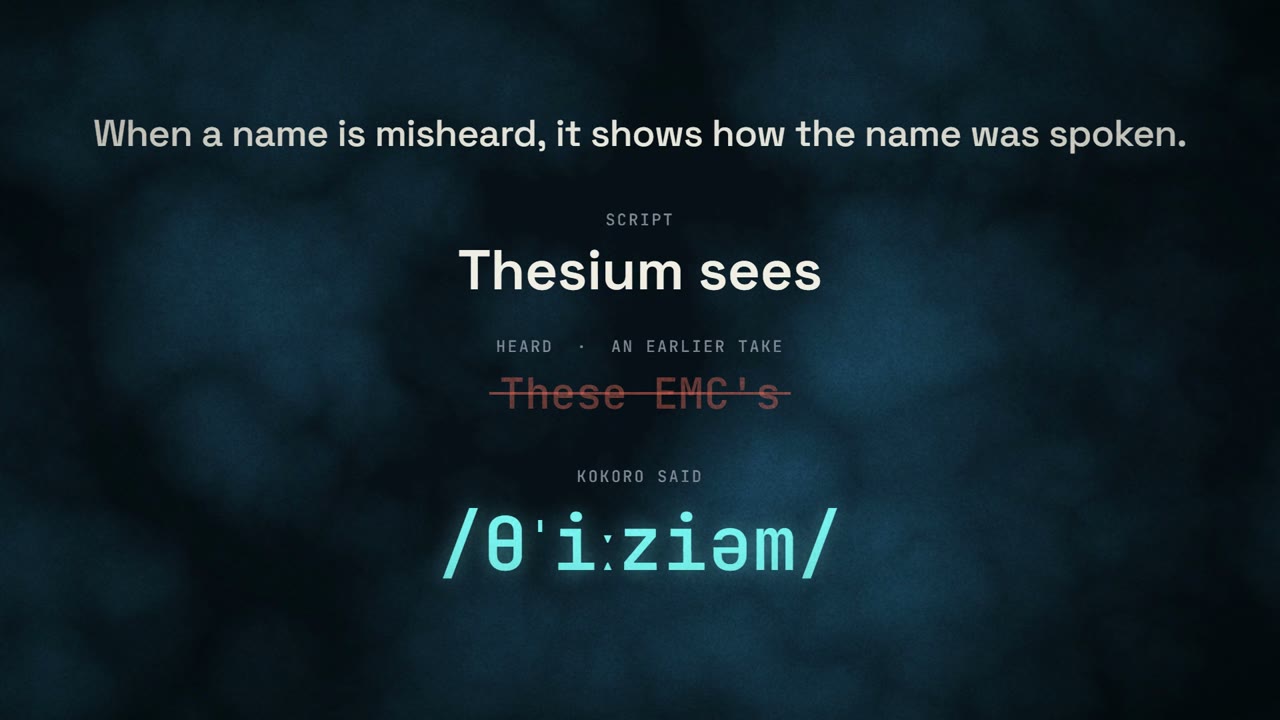 When a name is misheard, it shows how the name was spoken.
SCRIPT
Thesium sees
HEARD · AN EARLIER TAKE
These EMC's
KOKORO SAID
/θˈiːziəm/